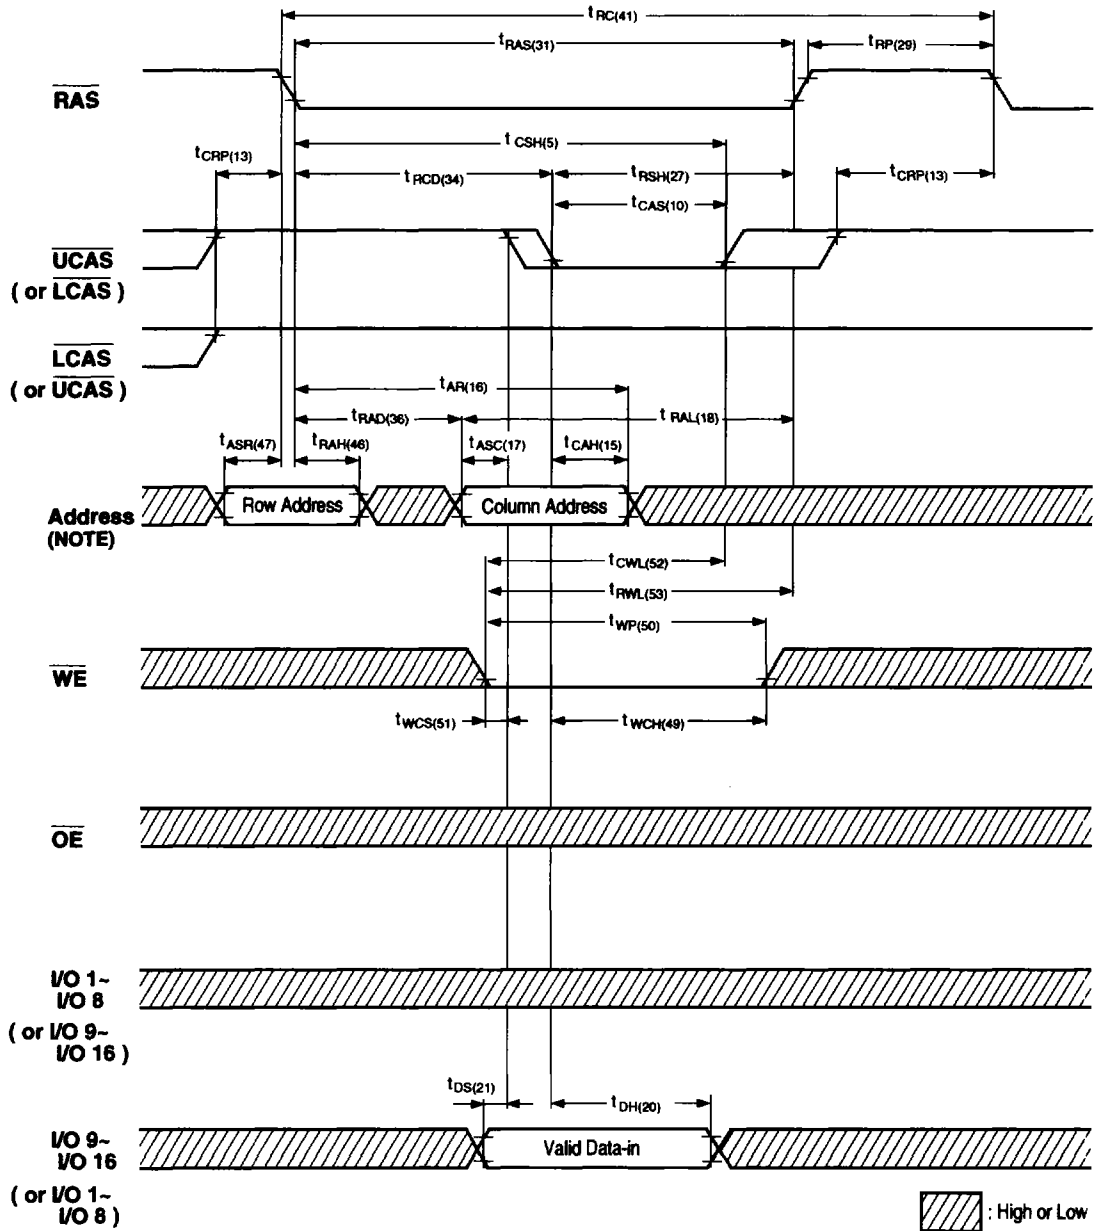 tRC(41)
tRAS(31)
tRP(29)
RAS
tCSH(5)
tCRP(13)
tRCD(34)
tRSH(27)
tCRP(13)
tCAS(10)
UCAS
( or LCAS )
LCAS
( or UCAS )
tAR(16)
tRAD(36)
tRAL(18)
tASR(47)
tRAH(46)
tASC(17)
tCAH(15)
Row Address
Column Address
Address
(NOTE)
tCWL(52)
tRWL(53)
tWP(50)
WE
tWCS(51)
tWCH(49)
OE
I/O 1~
I/O 8
( or I/O 9~
I/O 16 )
tDS(21)
tDH(20)
I/O 9~
I/O 16
Valid Data-in
( or I/O 1~
I/O 8 )
: High or Low